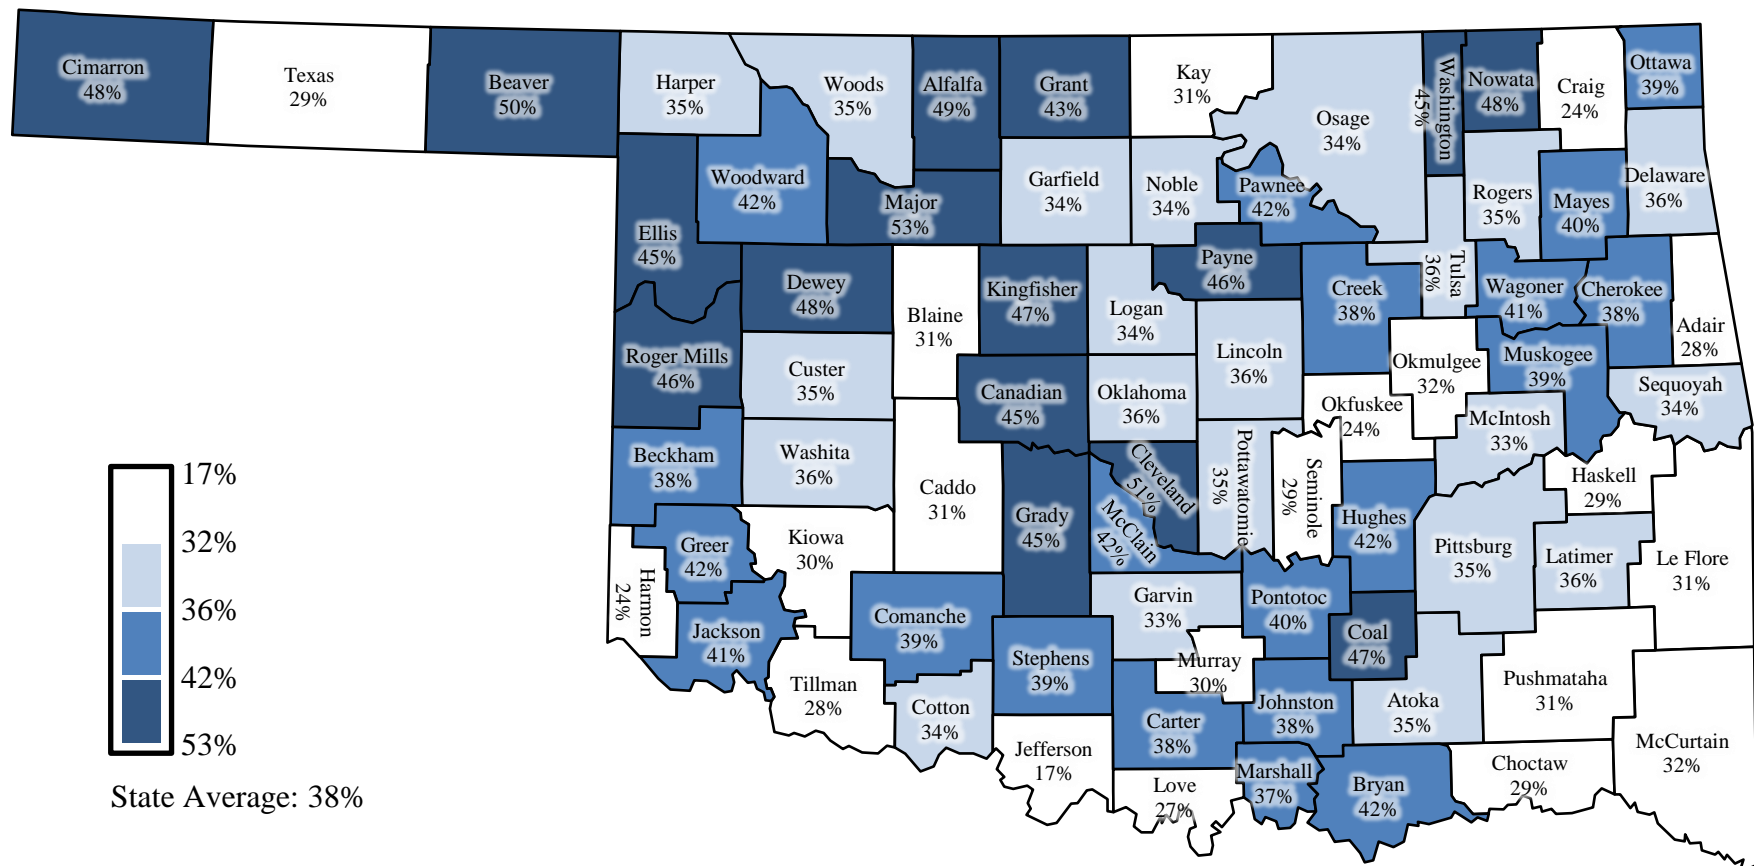 Cimarron
48%
Texas
29%
Beaver
50%
Harper
35%
Woods
35%
Alfalfa
49%
Grant
43%
Kay
31%
Osage
34%
Washington
45%
Nowata
48%
Craig
24%
Ottawa
39%
Woodward
42%
Major
53%
Garfield
34%
Noble
34%
Pawnee
42%
Rogers
35%
Mayes
40%
Delaware
36%
Ellis
45%
Dewey
48%
Blaine
31%
Kingfisher
47%
Logan
34%
Payne
46%
Creek
38%
Tulsa
36%
Wagoner
41%
Cherokee
38%
Adair
28%
Roger Mills
46%
Custer
35%
Canadian
45%
Oklahoma
36%
Lincoln
36%
Okmulgee
32%
Muskogee
39%
Sequoyah
34%
Okfuskee
24%
McIntosh
33%
Beckham
38%
Washita
36%
Caddo
31%
Grady
45%
Cleveland
51%
McClain
42%
Pottawatomie
35%
Seminole
29%
Hughes
42%
Haskell
29%
Pittsburg
35%
Latimer
36%
Le Flore
31%
Greer
42%
Kiowa
30%
Harmon
24%
Jackson
41%
Comanche
39%
Garvin
33%
Pontotoc
40%
Coal
47%
Tillman
28%
Cotton
34%
Stephens
39%
Murray
30%
Carter
38%
Johnston
38%
Atoka
35%
Pushmataha
31%
McCurtain
32%
Jefferson
17%
Love
27%
Marshall
37%
Bryan
42%
Choctaw
29%
17%
32%
36%
42%
53%
State Average: 38%